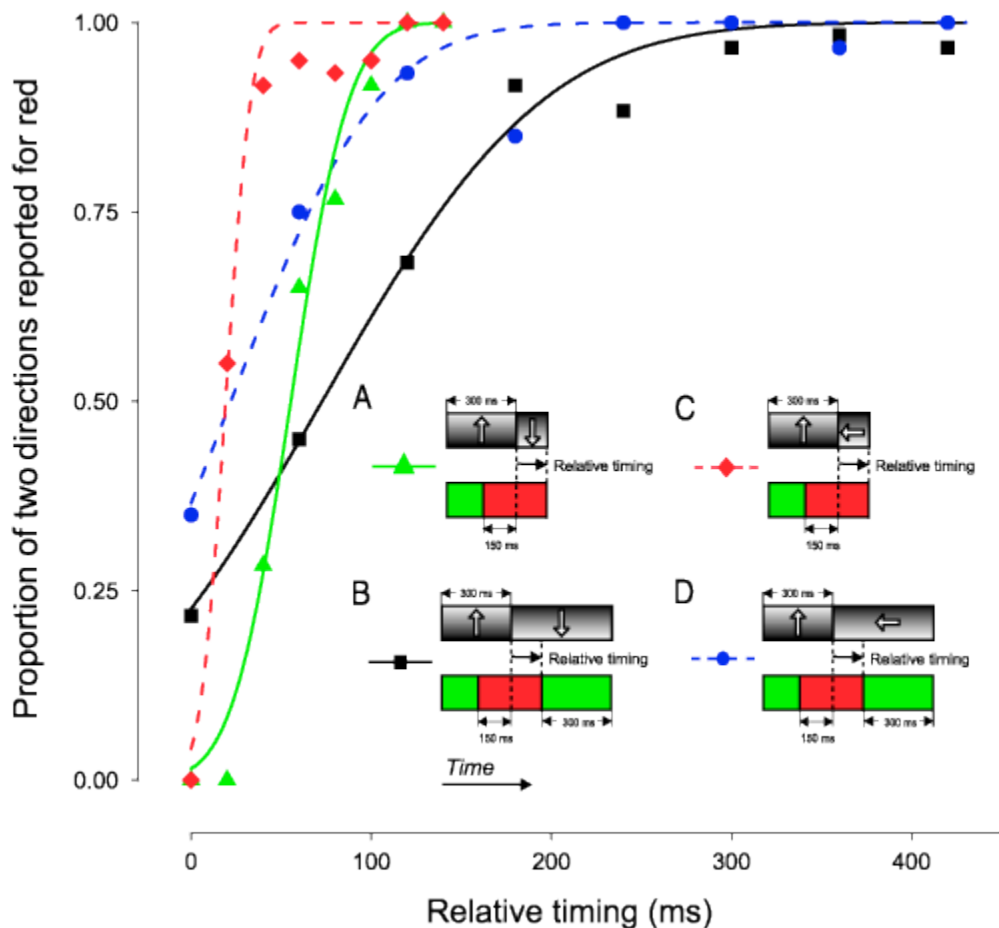 Proportion of two directions reported for red
1.00
0.75
0.50
0.25
0.00
A
300 ms
Relative timing
150 ms
C
300 ms
Relative timing
150 ms
B
300 ms
Relative timing
150 ms
300 ms
D
300 ms
Relative timing
150 ms
300 ms
Time
0 100 200 300 400
Relative timing (ms)